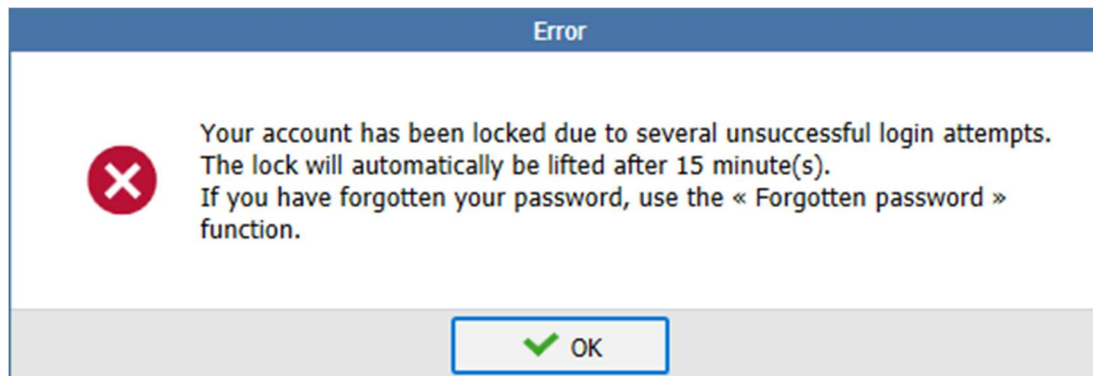 Error
Your account has been locked due to several unsuccessful login attempts.
The lock will automatically be lifted after 15 minute(s).
If you have forgotten your password, use the « Forgotten password »
function.
OK